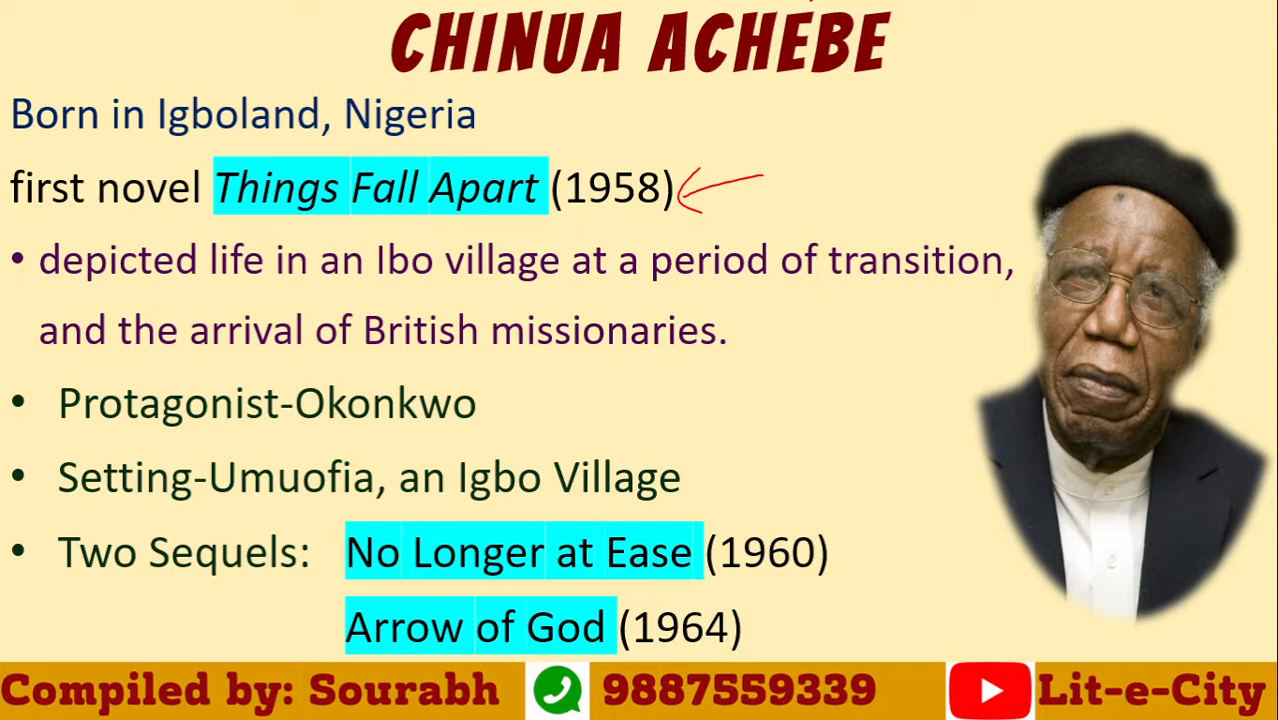 CHINUA ACHEBE
Born in Igboland, Nigeria
first novel Things Fall Apart (1958)
• depicted life in an Ibo village at a period of transition,
and the arrival of British missionaries.
• Protagonist-Okonkwo
• Setting-Umuofia, an Igbo Village
• Two Sequels: No Longer at Ease (1960)
Arrow of God (1964)
Compiled by: Sourabh 9887559339 Lit-e-City